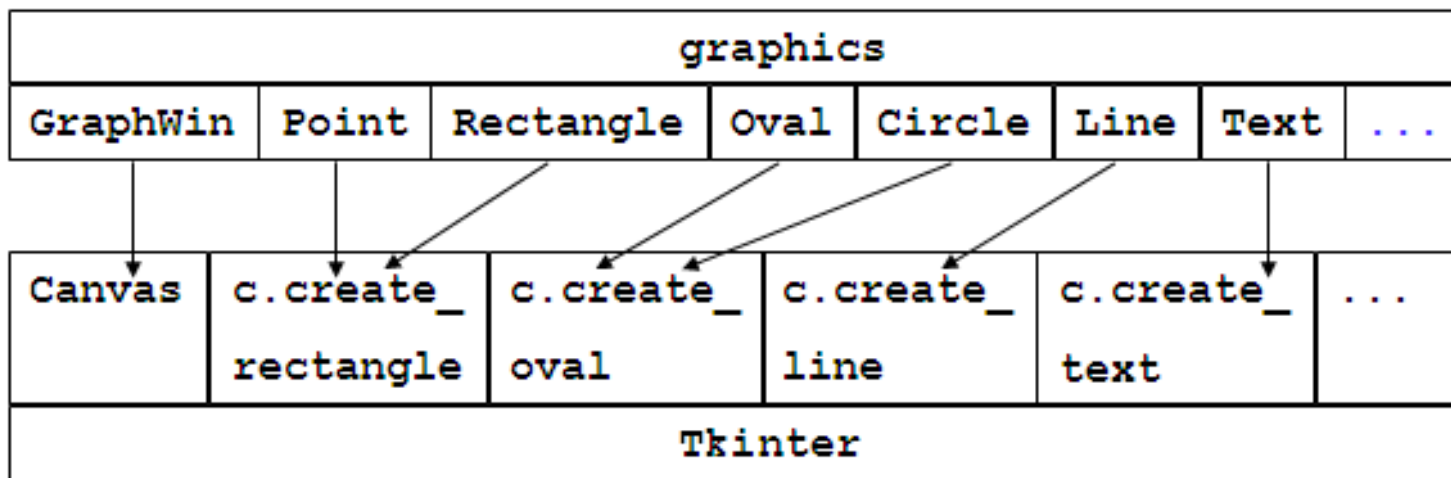 graphics
GraphWin Point Rectangle Oval Circle Line Text ...
Canvas c.create_ c.create_ c.create_ c.create_ ...
rectangle oval line text
Tkinter